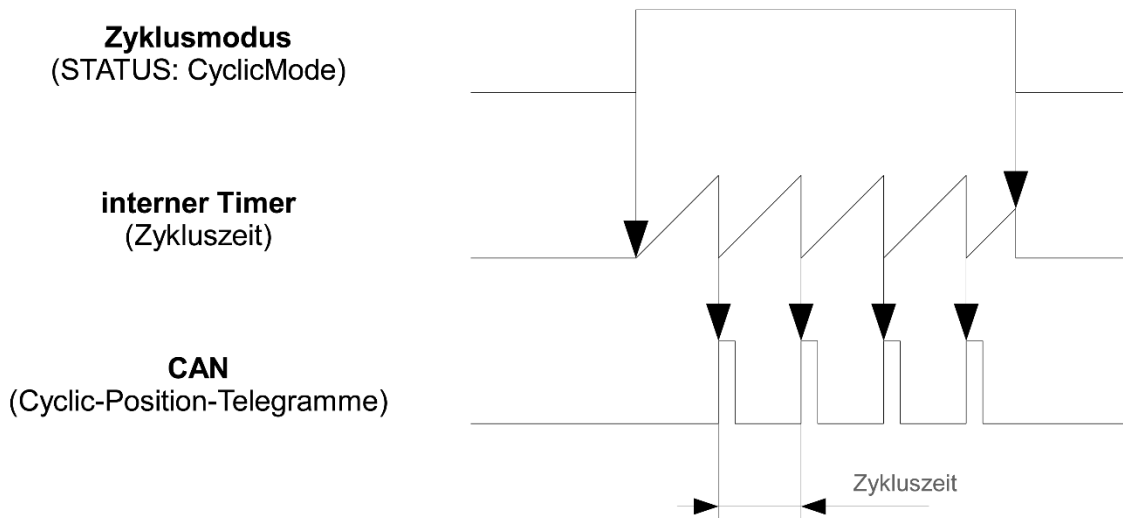 Zyklusmodus
(STATUS: CyclicMode)
interner Timer
(Zykluszeit)
CAN
(Cyclic-Position-Telegramme)
Zykluszeit